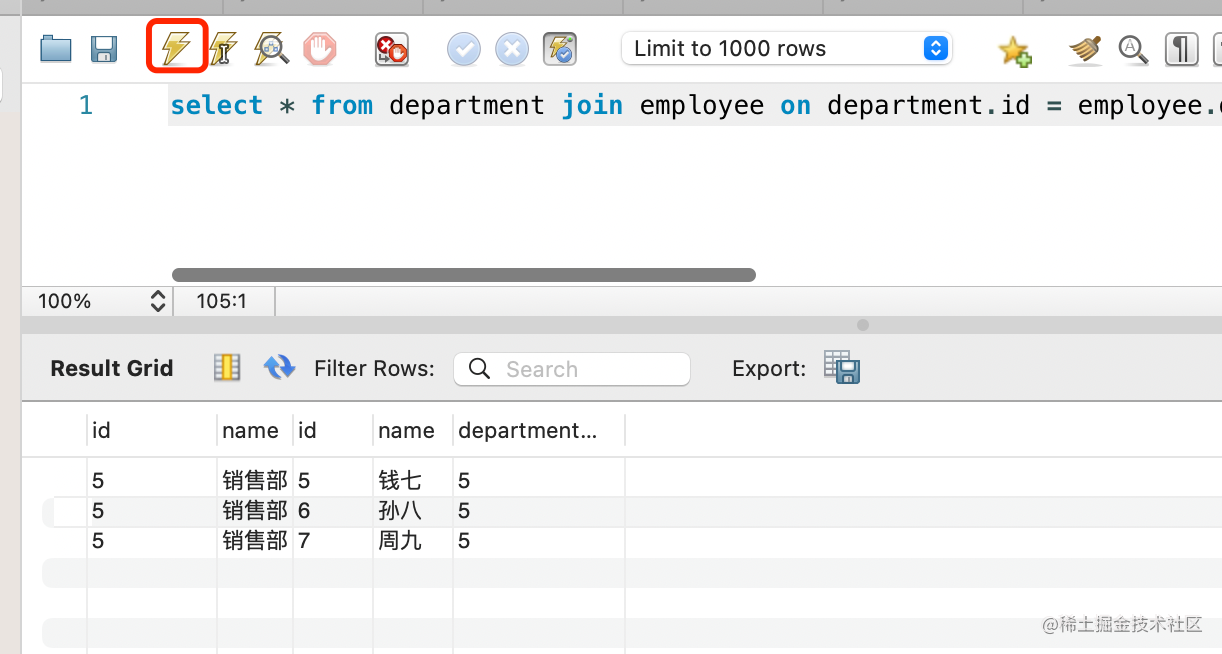 Limit to 1000 rows
1 select * from department join employee on department.id = employee.
100% 105:1
Result Grid Filter Rows: Search Export:
id name id name department...
5 销售部 5 钱七 5
5 销售部 6 孙八 5
5 销售部 7 周九 5
@稀土掘金技术社区